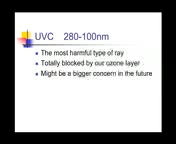 UVC 280-100nm
The most harmful type of ray
Totally blocked by our ozone layer
Might be a bigger concern in the future